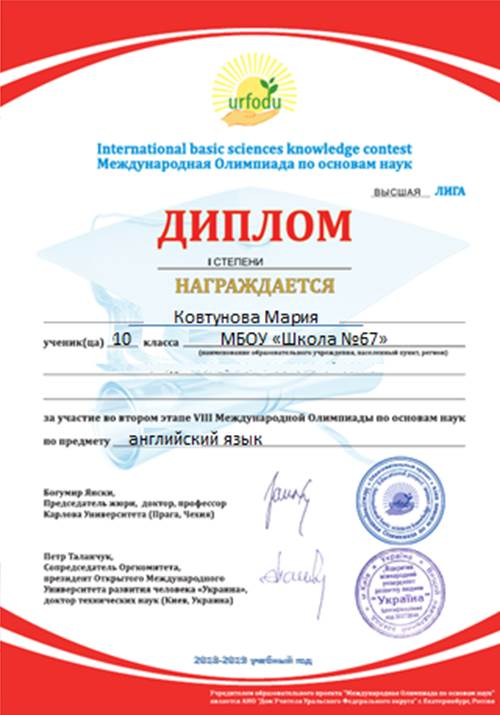 urfodu
International basic sciences knowledge contest
Международная Олимпиада по основам наук
ВЫСШАЯ ЛИГА
ДИПЛОМ
I СТЕПЕНИ
НАГРАЖДАЕТСЯ
Ковтунова Мария
ученик(ца) 10 класса МБОУ «Школа №67»
(наименование образовательного учреждения, населенный пункт, регион)
за участие во втором этапе VIII Международной Олимпиады по основам наук
по предмету английский язык
Богумир Янски,
Председатель жюри, доктор, профессор
Карлова Университета (Прага, Чехия)
Петр Таланчук,
Сопредседатель Оргкомитета,
президент Открытого Международного
Университета развития человека «Украина»,
доктор технических наук (Киев, Украина)
"Україна"
2018-2019 учебный год
Учредителем образовательного проекта "Международная Олимпиада по основам наук"
является АНО "Дом Учителя Уральского Федерального округа" г. Екатеринбург, Россия